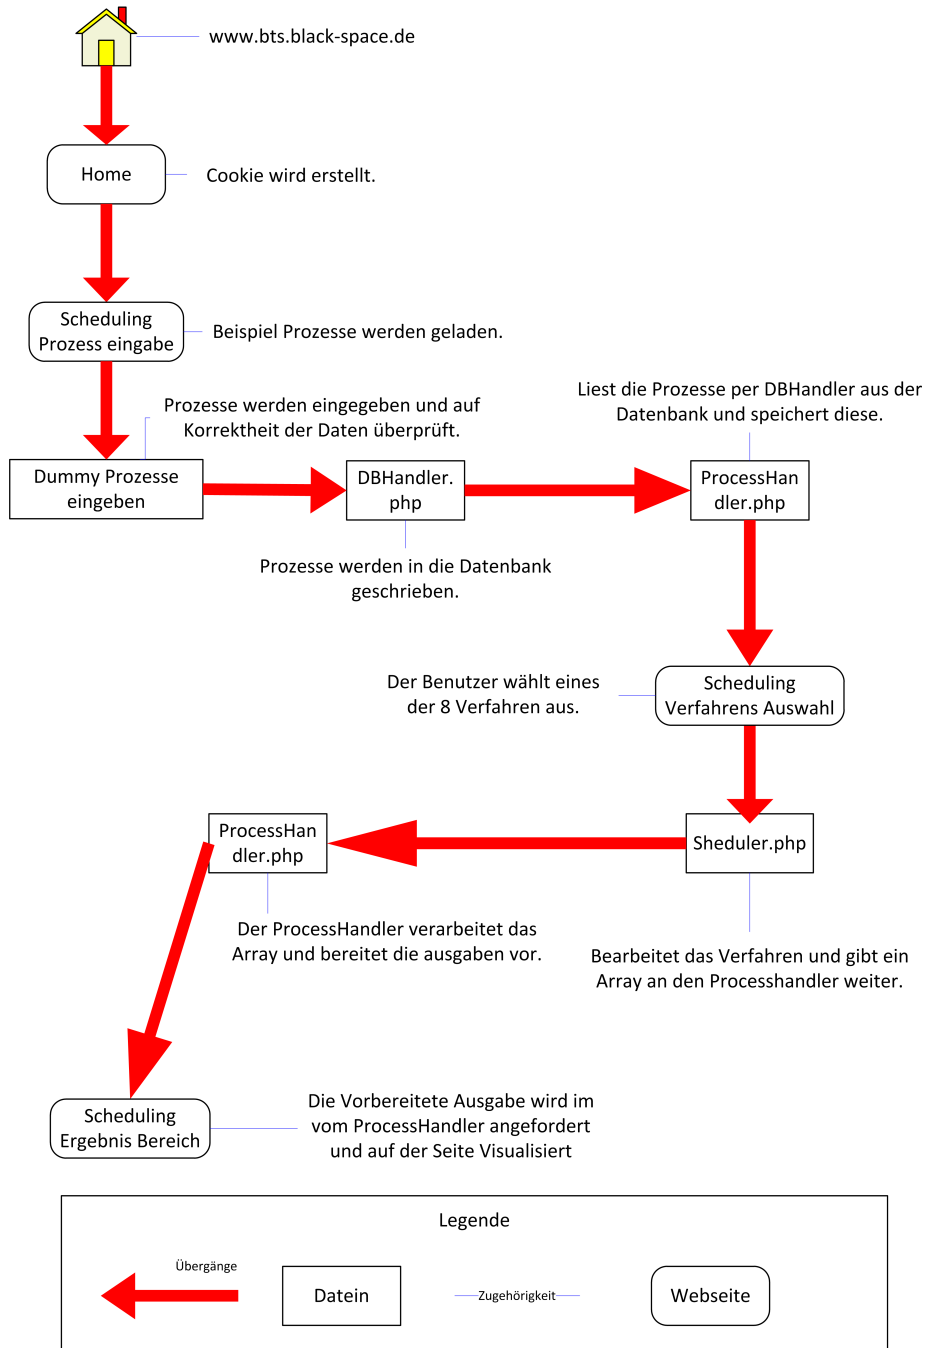 www.bts.black-space.de
Home
Cookie wird erstellt.
Scheduling
Prozess eingabe
Beispiel Prozesse werden geladen.
Prozesse werden eingegeben und auf
Korrektheit der Daten überprüft.
Liest die Prozesse per DBHandler aus der
Datenbank und speichert diese.
Dummy Prozesse
eingeben
DBHandler.
php
ProcessHan
dler.php
Prozesse werden in die Datenbank
geschrieben.
Der Benutzer wählt eines
der 8 Verfahren aus.
Scheduling
Verfahrens Auswahl
ProcessHan
dler.php
Sheduler.php
Der ProcessHandler verarbeitet das
Array und bereitet die ausgaben vor.
Bearbeitet das Verfahren und gibt ein
Array an den Processhandler weiter.
Scheduling
Ergebnis Bereich
Die Vorbereitete Ausgabe wird im
vom ProcessHandler angefordert
und auf der Seite Visualisiert
Legende
Übergänge
Datein
Zugehörigkeit
Webseite